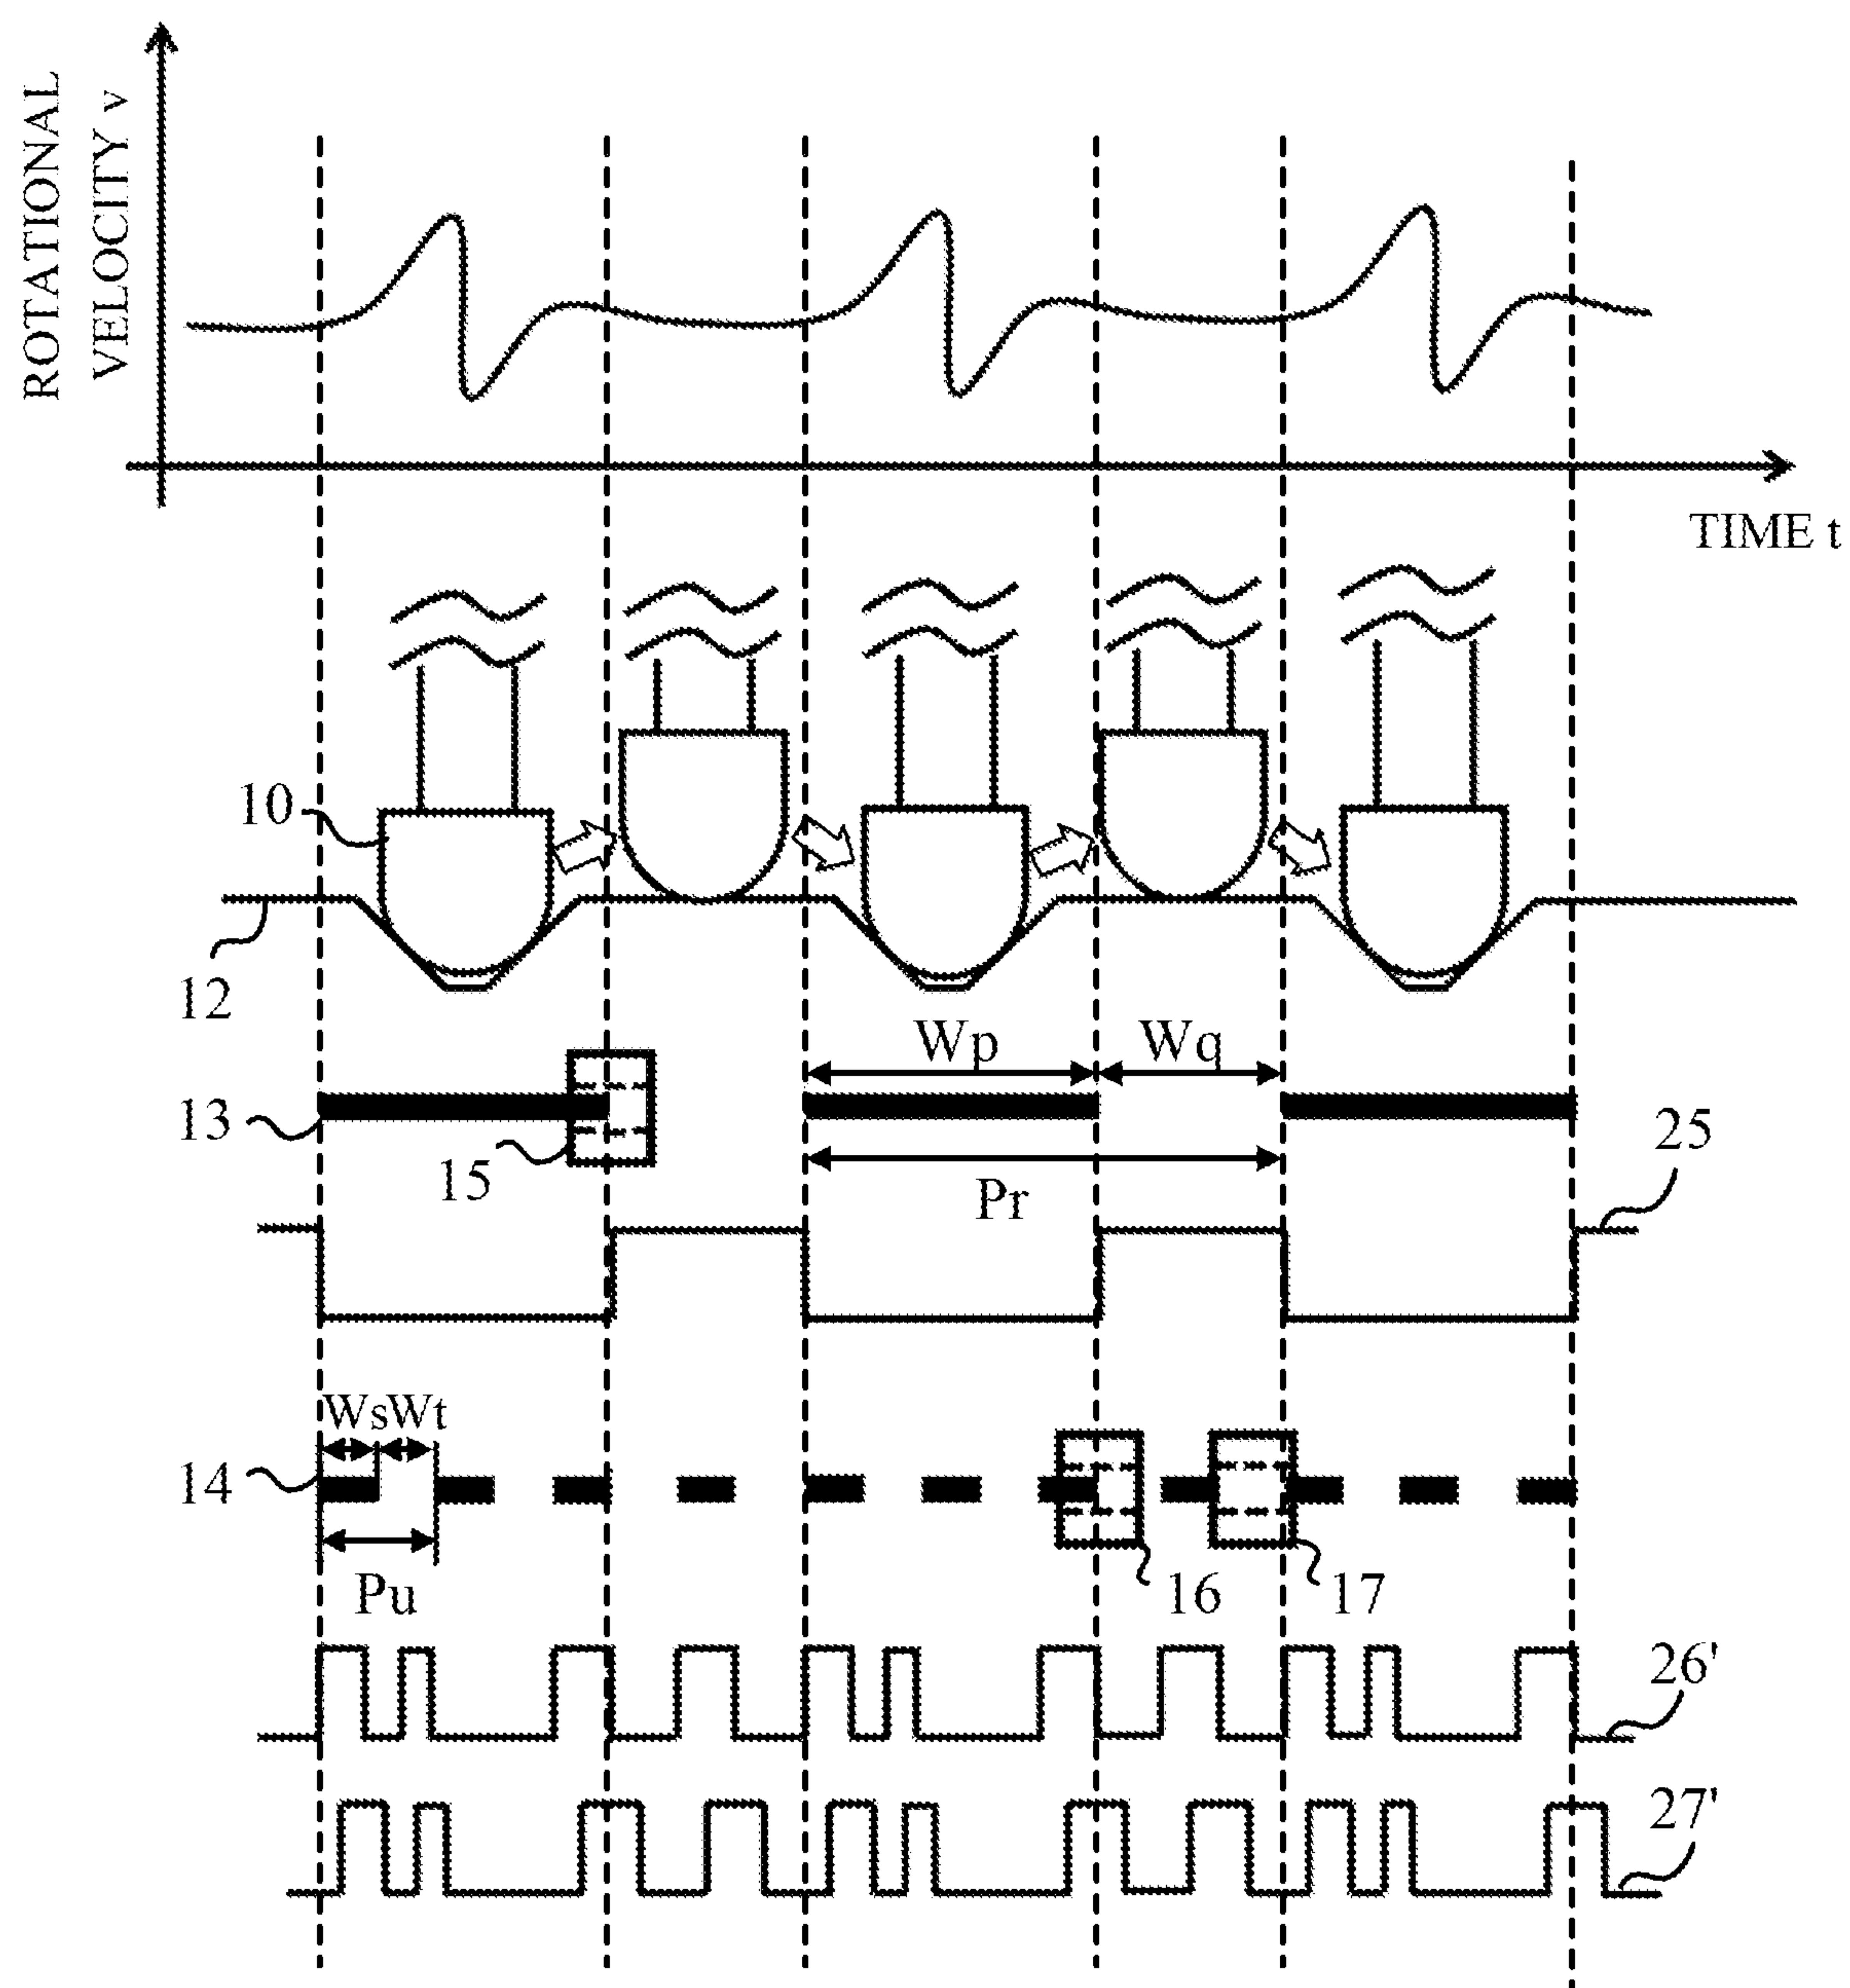 ROTATIONAL
VELOCITY v
TIME t
10
12
Wp
Wq
13
15
25
Pr
WsWt
14
Pu
16
17
26'
27'